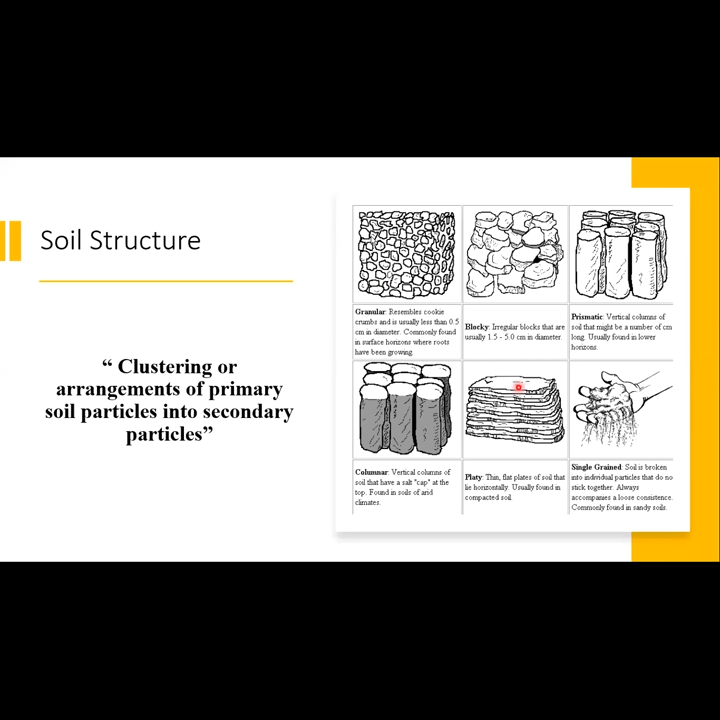 Soil Structure
“ Clustering or
arrangements of primary
soil particles into secondary
particles”
Granular: Resembles cookie
crumbs and is usually less than 0.5
cm in diameter. Commonly found
in surface horizons where roots
have been growing.
Blocky: Irregular blocks that are
usually 1.5 - 5.0 cm in diameter.
Prismatic: Vertical columns of
soil that might be a number of cm
long. Usually found in lower
horizons.
Columnar: Vertical columns of
soil that have a salt "cap" at the
top. Found in soils of arid
climates.
Platy: Thin, flat plates of soil that
lie horizontally. Usually found in
compacted soil.
Single Grained: Soil is broken
into individual particles that do no
stick together. Always
accompanies a loose consistence.
Commonly found in sandy soils.